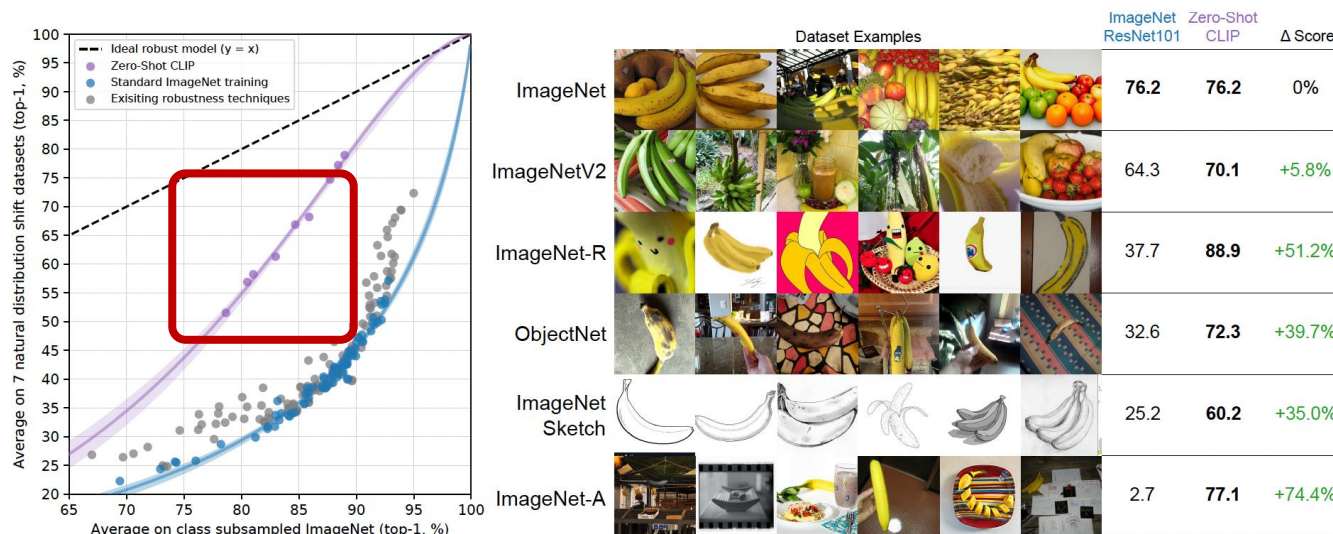 100
95
90
85
80
75
70
65
60
55
50
45
40
35
30
25
20
Average on 7 natural distribution shift datasets (top-1, %)
Ideal robust model (y = x)
Zero-Shot CLIP
Standard ImageNet training
Exisiting robustness techniques
65 70 75 80 85 90 95 100
Average on class subsampled ImageNet (top-1, %)
Dataset Examples
ImageNet
ResNet101
Zero-Shot
CLIP
Δ Score
ImageNet 76.2 76.2 0%
ImageNetV2 64.3 70.1 +5.8%
ImageNet-R 37.7 88.9 +51.2%
ObjectNet 32.6 72.3 +39.7%
ImageNet
Sketch 25.2 60.2 +35.0%
ImageNet-A 2.7 77.1 +74.4%